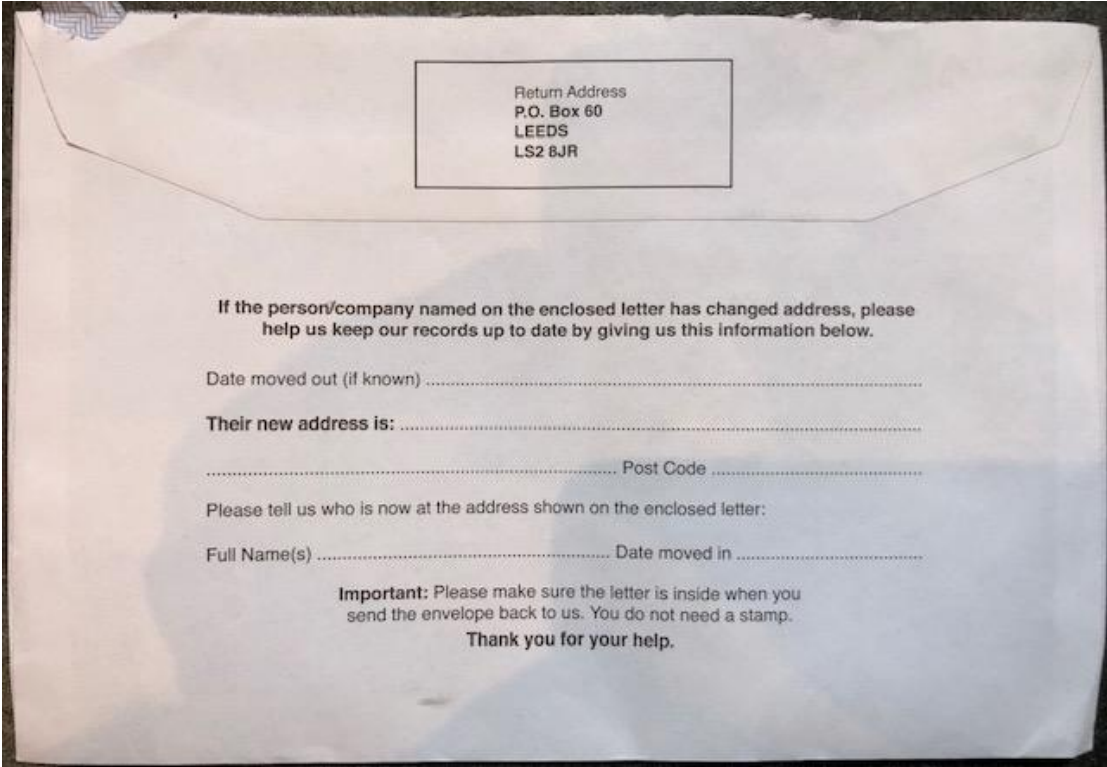 Return Address
P.O. Box 60
LEEDS
LS2 8JR
If the person/company named on the enclosed letter has changed address, please
help us keep our records up to date by giving us this information below.
Date moved out (if known) ..........................................................................................
Their new address is: ..........................................................................................
.......................................................................... Post Code ......................................
Please tell us who is now at the address shown on the enclosed letter:
Full Name(s) ..................................................... Date moved in ..................................
Important: Please make sure the letter is inside when you
send the envelope back to us. You do not need a stamp.
Thank you for your help.